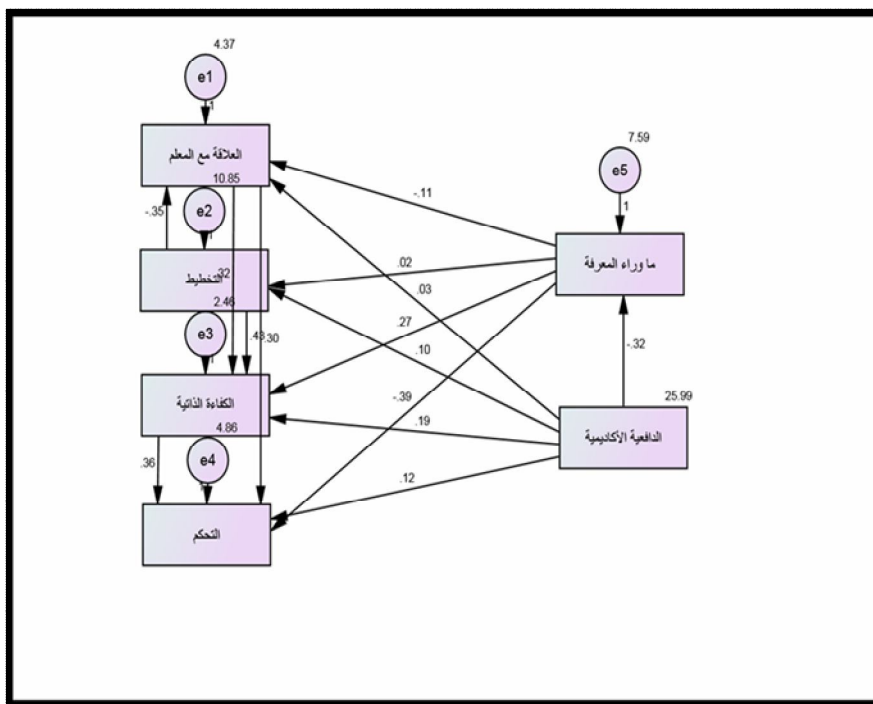 4.37
e1
1
العلاقة مع المعلم
10.85
-.35
e2
1
التخطيط
.32
2.46
e3
1
.43
.30
الكفاءة الذاتية
4.86
.36
e4
1
التحكم
7.59
e5
1
ما وراء المعرفة
-.11
.02
.03
.27
.10
-.39
.19
.12
-.32
25.99
الدافعية الأكاديمية